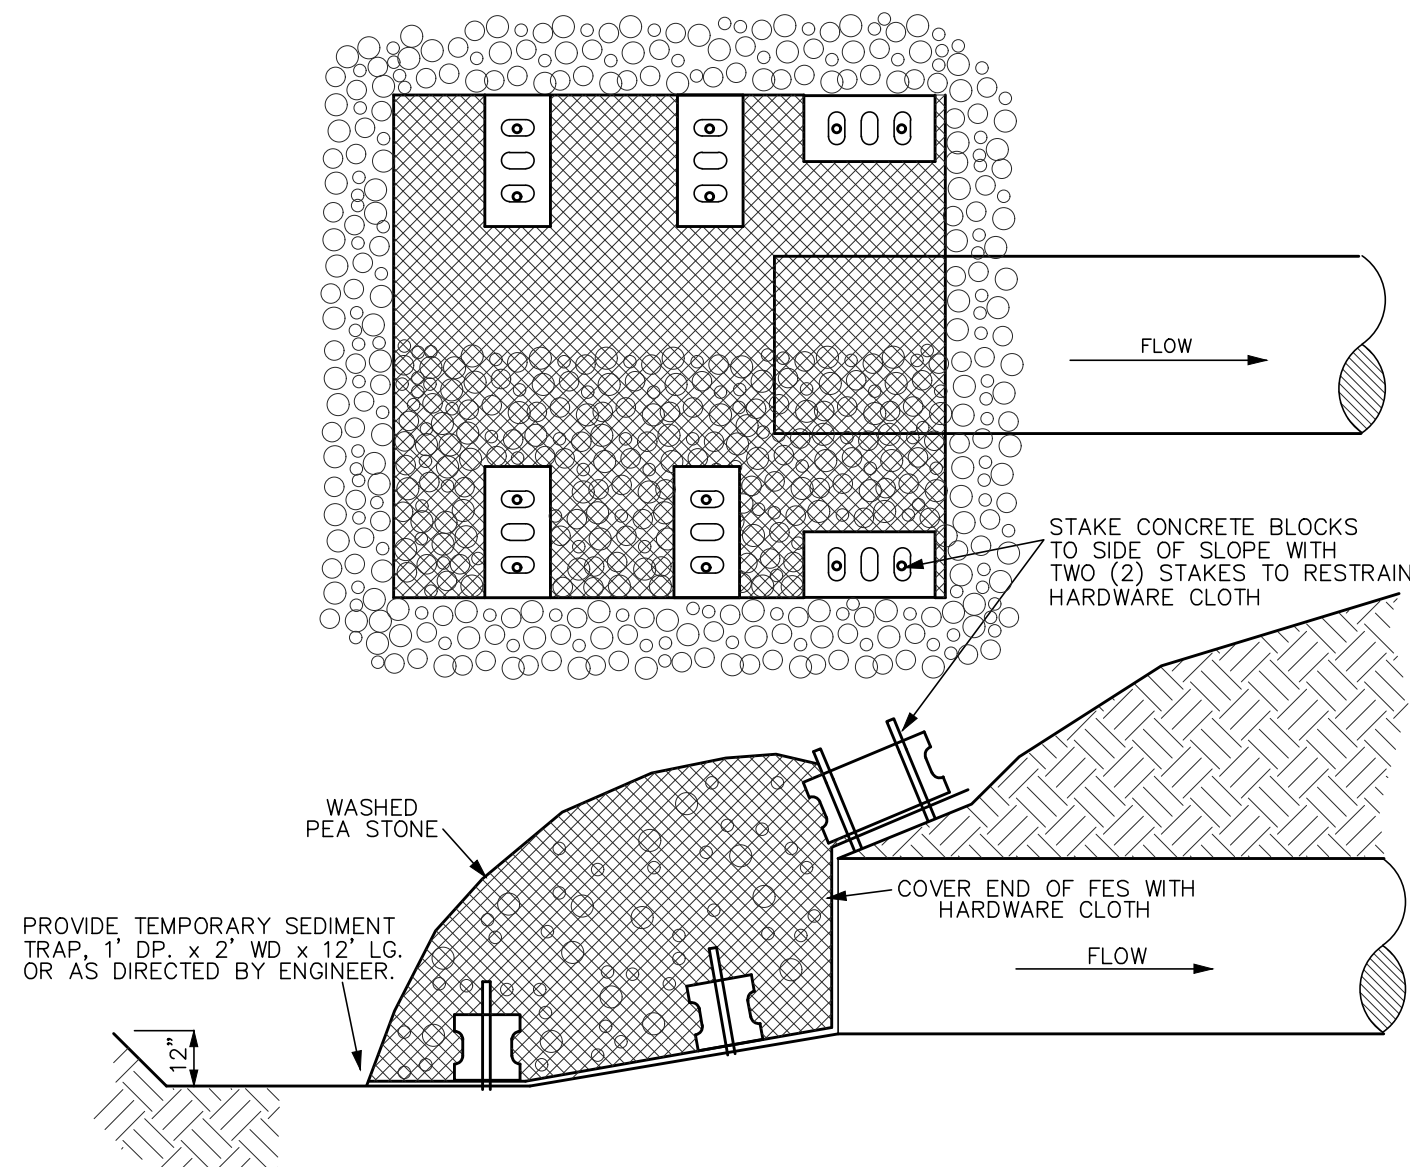 FLOW
STAKE CONCRETE BLOCKS
TO SIDE OF SLOPE WITH
TWO (2) STAKES TO RESTRAIN
HARDWARE CLOTH
WASHED
PEA STONE
COVER END OF FES WITH
HARDWARE CLOTH
PROVIDE TEMPORARY SEDIMENT
TRAP, 1' DP. x 2' WD x 12' LG.
OR AS DIRECTED BY ENGINEER.
FLOW
12"